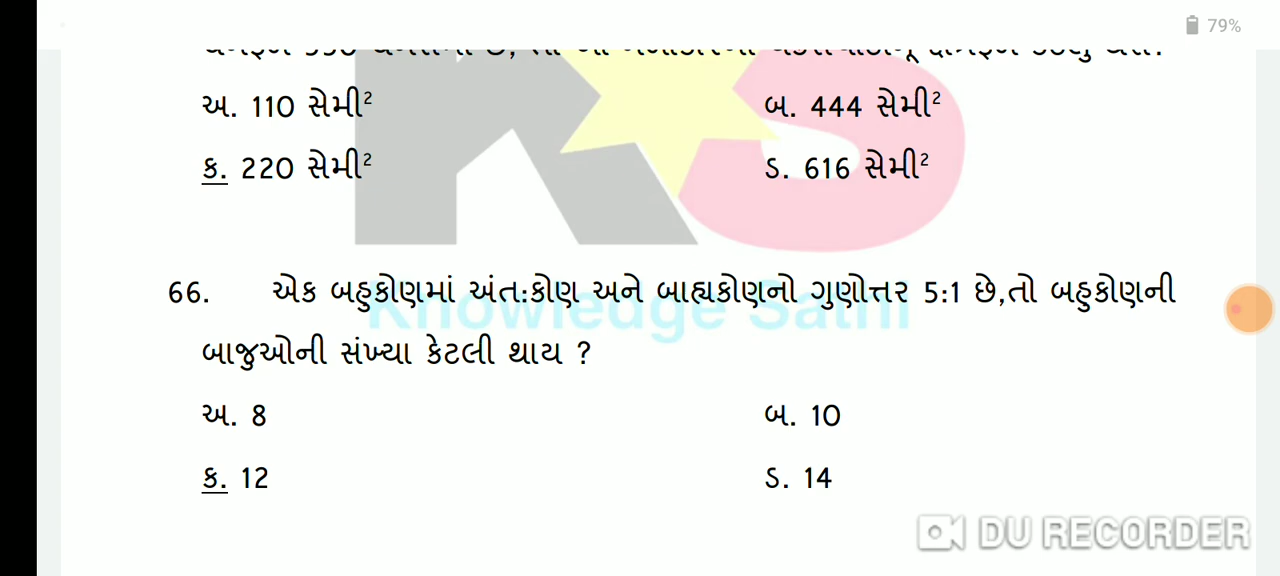 79%
અ. 110 સેમી²
બ. 444 સેમી²
ક. 220 સેમી²
ડ. 616 સેમી²
66. એક બહુકોણમાં અંત:કોણ અને બાહ્યકોણનો ગુણોત્તર 5:1 છે,તો બહુકોણની
બાજુઓની સંખ્યા કેટલી થાય ?
અ. 8
બ. 10
ક. 12
ડ. 14
KS
Knowledge Sathi
DU RECORDER